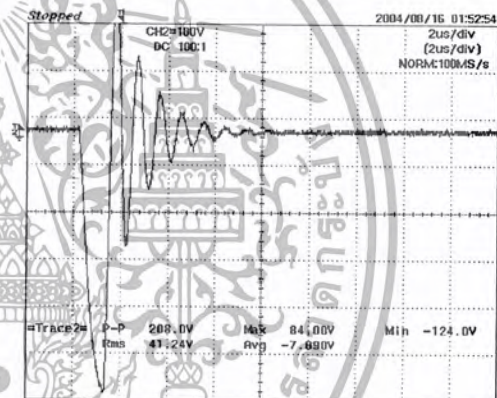 Stopped 2004/08/16 01:52:54
CH2=100V 2us/div
DC 100:1 (2us/div)
NORM:100MS/s
=Trace2= P-P 208.0V Max 84.00V Min -124.0V
Rms 41.24V Avg -7.890V